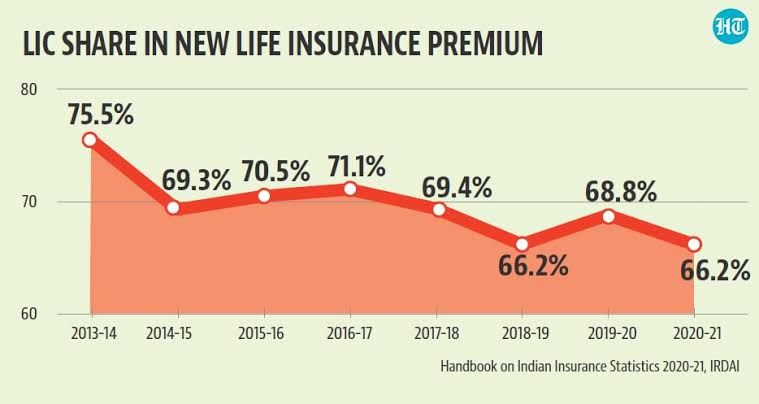 HT
LIC SHARE IN NEW LIFE INSURANCE PREMIUM
80
75.5%
69.3%
70.5%
71.1%
69.4%
66.2%
68.8%
66.2%
70
60
2013-14 2014-15 2015-16 2016-17 2017-18 2018-19 2019-20 2020-21
Handbook on Indian Insurance Statistics 2020-21, IRDAI